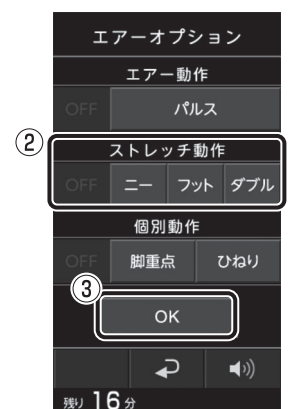 エアーオプション
エアー動作
OFF パルス
② ストレッチ動作
OFF ニー フット ダブル
個別動作
OFF 脚重点 ひねり
③
OK
残り 16分